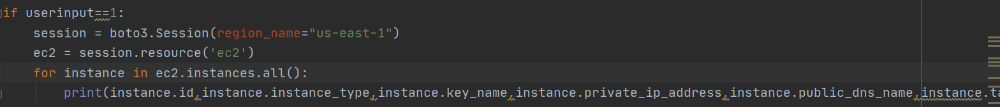 if userinput==1:
session = boto3.Session(region_name="us-east-1")
ec2 = session.resource('ec2')
for instance in ec2.instances.all():
print(instance.id,instance.instance_type,instance.key_name,instance.private_ip_address,instance.public_dns_name,instance.ta